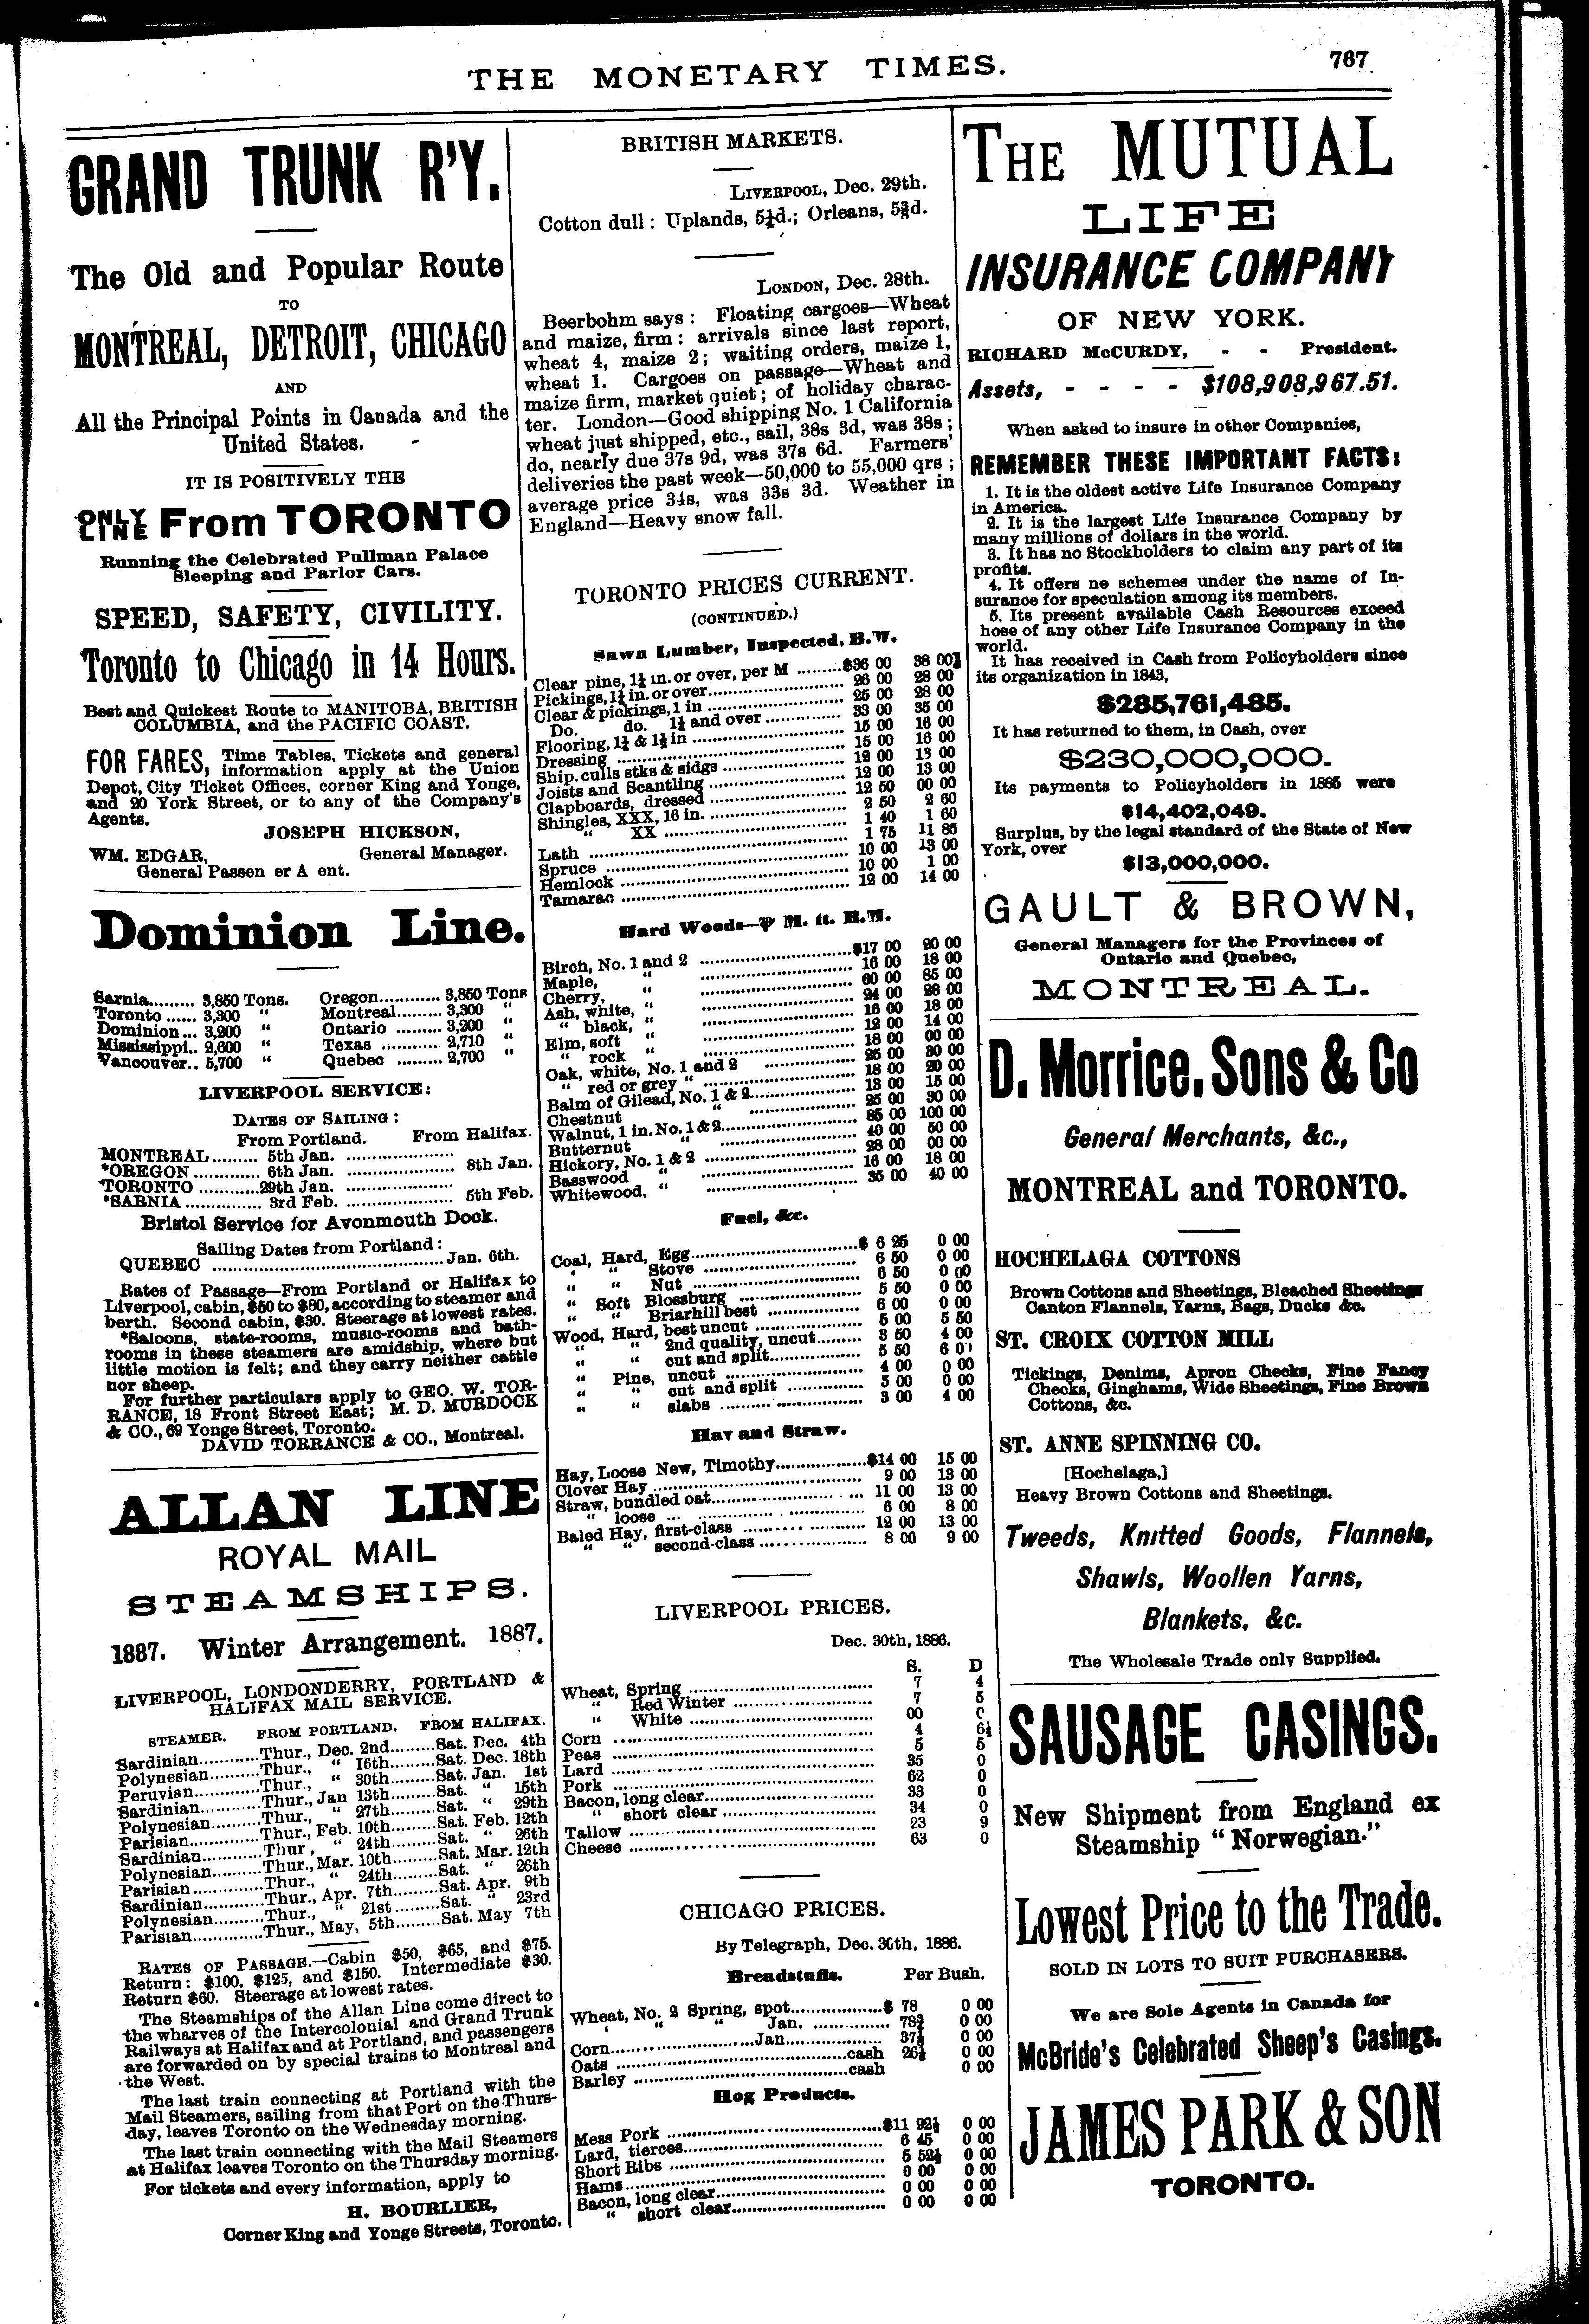 THE MONETARY TIMES. 767
GRAND TRUNK R'Y.
The Old and Popular Route
TO
MONTREAL, DETROIT, CHICAGO
AND
All the Principal Points in Canada and the
United States.
IT IS POSITIVELY THE
ONLY LINE From TORONTO
Running the Celebrated Pullman Palace
Sleeping and Parlor Cars.
SPEED, SAFETY, CIVILITY.
Toronto to Chicago in 14 Hours.
Best and Quickest Route to MANITOBA, BRITISH
COLUMBIA, and the PACIFIC COAST.
FOR FARES, Time Tables, Tickets and general
information apply at the Union
Depot, City Ticket Offices, corner King and Yonge,
and 20 York Street, or to any of the Company's
Agents.
JOSEPH HICKSON,
WM. EDGAR, General Manager.
General Passen er A ent.
Dominion Line.
Sarnia......... 3,850 Tons. Oregon............ 3,850 Tons
Toronto ...... 3,300 " Montreal......... 3,300 "
Dominion ... 3,200 " Ontario ......... 3,200 "
Mississippi.. 2,600 " Texas ........... 2,710 "
Vancouver.. 5,700 " Quebec ......... 2,700 "
LIVERPOOL SERVICE:
DATES OF SAILING:
From Portland. From Halifax.
MONTREAL......... 5th Jan. .....................
*OREGON............. 6th Jan. ..................... 8th Jan.
*TORONTO ............29th Jan. .....................
*SARNIA ............... 3rd Feb. ..................... 5th Feb.
Bristol Service for Avonmouth Dock.
Sailing Dates from Portland:
QUEBEC .............................................Jan. 6th.
Rates of Passage—From Portland or Halifax to
Liverpool, cabin, $50 to $80, according to steamer and
berth. Second cabin, $30. Steerage at lowest rates.
*Saloons, state-rooms, music-rooms and bath-
rooms in these steamers are amidship, where but
little motion is felt; and they carry neither cattle
nor sheep.
For further particulars apply to GEO. W. TOR-
RANCE, 18 Front Street East; M. D. MURDOCK
& CO., 69 Yonge Street, Toronto.
DAVID TORRANCE & CO., Montreal.
ALLAN LINE
ROYAL MAIL
STEAMSHIPS.
1887. Winter Arrangement. 1887.
LIVERPOOL, LONDONDERRY, PORTLAND &
HALIFAX MAIL SERVICE.
STEAMER. FROM PORTLAND. FROM HALIFAX.
Sardinian............Thur., Dec. 2nd.........Sat. Dec. 4th
Polynesian..........Thur., " 16th.........Sat. Dec. 18th
Peruvian.............Thur., " 30th.........Sat. Jan. 1st
Sardinian............Thur., Jan 13th.........Sat. " 15th
Polynesian..........Thur., " 27th.........Sat. " 29th
Parisian..............Thur., Feb. 10th.........Sat. Feb. 12th
Sardinian............Thur, " 24th.........Sat. " 26th
Polynesian..........Thur., Mar. 10th.........Sat. Mar. 12th
Parisian..............Thur., " 24th.........Sat. " 26th
Sardinian............Thur., Apr. 7th.........Sat. Apr. 9th
Polynesian..........Thur., " 21st.........Sat. " 23rd
Parisian..............Thur., May, 5th.........Sat. May 7th
RATES OF PASSAGE.—Cabin $50, $65, and $75.
Return: $100, $125, and $150. Intermediate $30.
Return $60. Steerage at lowest rates.
The Steamships of the Allan Line come direct to
the wharves of the Intercolonial and Grand Trunk
Railways at Halifax and at Portland, and passengers
are forwarded on by special trains to Montreal and
the West.
The last train connecting at Portland with the
Mail Steamers, sailing from that Port on the Thurs-
day, leaves Toronto on the Wednesday morning.
The last train connecting with the Mail Steamers
at Halifax leaves Toronto on the Thursday morning.
For tickets and every information, apply to
H. BOURLIER,
Corner King and Yonge Streets, Toronto.
BRITISH MARKETS.
LIVERPOOL, Dec. 29th.
Cotton dull: Uplands, 5¼d.; Orleans, 5⅜d.
LONDON, Dec. 28th.
Beerbohm says: Floating cargoes—Wheat
and maize, firm: arrivals since last report,
wheat 4, maize 2; waiting orders, maize 1,
wheat 1. Cargoes on passage—Wheat and
maize firm, market quiet; of holiday charac-
ter. London—Good shipping No. 1 California
wheat just shipped, etc., sail, 38s 3d, was 38s;
do, nearly due 37s 9d, was 37s 6d. Farmers'
deliveries the past week—50,000 to 55,000 qrs;
average price 34s, was 33s 3d. Weather in
England—Heavy snow fall.
TORONTO PRICES CURRENT.
(CONTINUED.)
Sawn Lumber, Inspected, B.M.
Clear pine, 1¼ in. or over, per M .........$36 00 38 00
Pickings, 1¼ in. or over........................... 26 00 28 00
Clear & pickings, 1 in ........................... 25 00 28 00
Do. do. 1¼ and over ............... 33 00 35 00
Flooring, 1¼ & 1½ in ........................... 15 00 16 00
Dressing ........................... 15 00 16 00
Ship. culls stks & sidgs ........................... 12 00 13 00
Joists and Scantling ........................... 12 00 13 00
Clapboards, dressed ........................... 12 50 00 00
Shingles, XXX, 16 in. ........................... 2 50 2 60
" XX ........................... 1 40 1 60
Lath ........................... 1 75 11 85
Spruce ........................... 10 00 13 00
Hemlock ........................... 10 00 1 00
Tamarac ........................... 12 00 14 00
Hard Woods—⅌ M. ft. B.M.
Birch, No. 1 and 2 ...........................$17 00 20 00
Maple, " ........................... 16 00 18 00
Cherry, " ........................... 60 00 85 00
Ash, white, " ........................... 24 00 28 00
" black, " ........................... 16 00 18 00
Elm, soft " ........................... 12 00 14 00
" rock " ........................... 18 00 00 00
Oak, white, No. 1 and 2 ............... 25 00 30 00
" red or grey " ........................... 18 00 20 00
Balm of Gilead, No. 1 & 2............... 13 00 15 00
Chestnut " ........................... 25 00 30 00
Walnut, 1 in. No. 1 & 2............... 85 00 100 00
Butternut " ........................... 40 00 50 00
Hickory, No. 1 & 2 ........................... 28 00 00 00
Basswood " ........................... 16 00 18 00
Whitewood, " ........................... 35 00 40 00
Fuel, &c.
Coal, Hard, Egg...........................$ 6 25 0 00
" " Stove ........................... 6 50 0 00
" " Nut ........................... 6 50 0 00
" Soft Blossburg ........................... 5 50 0 00
" " Briarhill best ............... 6 00 0 00
Wood, Hard, best uncut ............... 5 00 5 50
" " 2nd quality, uncut......... 3 50 4 00
" " cut and split............... 5 50 6 0
" Pine, uncut ........................... 4 00 0 00
" " cut and split ............... 5 00 0 00
" " slabs ........................... 3 00 4 00
Hay and Straw.
Hay, Loose New, Timothy..................$14 00 15 00
Clover Hay ........................... 9 00 13 00
Straw, bundled oat........................... 11 00 13 00
" loose ........................... 6 00 8 00
Baled Hay, first-class ........................... 12 00 13 00
" " second-class ........................... 8 00 9 00
LIVERPOOL PRICES.
Dec. 30th, 1886.
S. D
Wheat, Spring ........................... 7 4
" Red Winter ........................... 7 5
" White ........................... 00
Corn ........................... 4 6½
Peas ........................... 5 5
Lard ........................... 35 0
Pork ........................... 62 0
Bacon, long clear........................... 33 0
" short clear ........................... 34 0
Tallow ........................... 23 9
Cheese ........................... 63 0
CHICAGO PRICES.
By Telegraph, Dec. 30th, 1886.
Breadstuffs. Per Bush.
Wheat, No. 2 Spring, spot..................$ 78 0 00
" " Jan. ............... 78¾ 0 00
Corn...........................Jan.................. 37½ 0 00
Oats ...........................cash 26½ 0 00
Barley ...........................cash 0 00
Hog Products.
Mess Pork ...........................$11 92½ 0 00
Lard, tierces........................... 6 45 0 00
Short Ribs ........................... 5 52½ 0 00
Hams........................... 0 00 0 00
Bacon, long clear........................... 0 00 0 00
" short clear........................... 0 00 0 00
THE MUTUAL
LIFE
INSURANCE COMPANY
OF NEW YORK.
RICHARD McCURDY, - - President.
Assets, - - - - $108,908,967.51.
When asked to insure in other Companies,
REMEMBER THESE IMPORTANT FACTS:
1. It is the oldest active Life Insurance Company
in America.
2. It is the largest Life Insurance Company by
many millions of dollars in the world.
3. It has no Stockholders to claim any part of its
profits.
4. It offers ne schemes under the name of In-
surance for speculation among its members.
5. Its present available Cash Resources exceed
hose of any other Life Insurance Company in the
world.
It has received in Cash from Policyholders since
its organization in 1843,
$285,761,485.
It has returned to them, in Cash, over
$230,000,000.
Its payments to Policyholders in 1885 were
$14,402,049.
Surplus, by the legal standard of the State of New
York, over
$13,000,000.
GAULT & BROWN,
General Managers for the Provinces of
Ontario and Quebec,
MONTREAL.
D. Morrice, Sons & Co
General Merchants, &c.,
MONTREAL and TORONTO.
HOCHELAGA COTTONS
Brown Cottons and Sheetings, Bleached Sheetings
Canton Flannels, Yarns, Bags, Ducks &c.
ST. CROIX COTTON MILL
Tickings, Denims, Apron Checks, Fine Fancy
Checks, Ginghams, Wide Sheetings, Fine Brown
Cottons, &c.
ST. ANNE SPINNING CO.
[Hochelaga,]
Heavy Brown Cottons and Sheetings.
Tweeds, Knitted Goods, Flannels,
Shawls, Woollen Yarns,
Blankets, &c.
The Wholesale Trade only Supplied.
SAUSAGE CASINGS.
New Shipment from England ex
Steamship "Norwegian."
Lowest Price to the Trade.
SOLD IN LOTS TO SUIT PURCHASERS.
We are Sole Agents in Canada for
McBride's Celebrated Sheep's Casings.
JAMES PARK & SON
TORONTO.